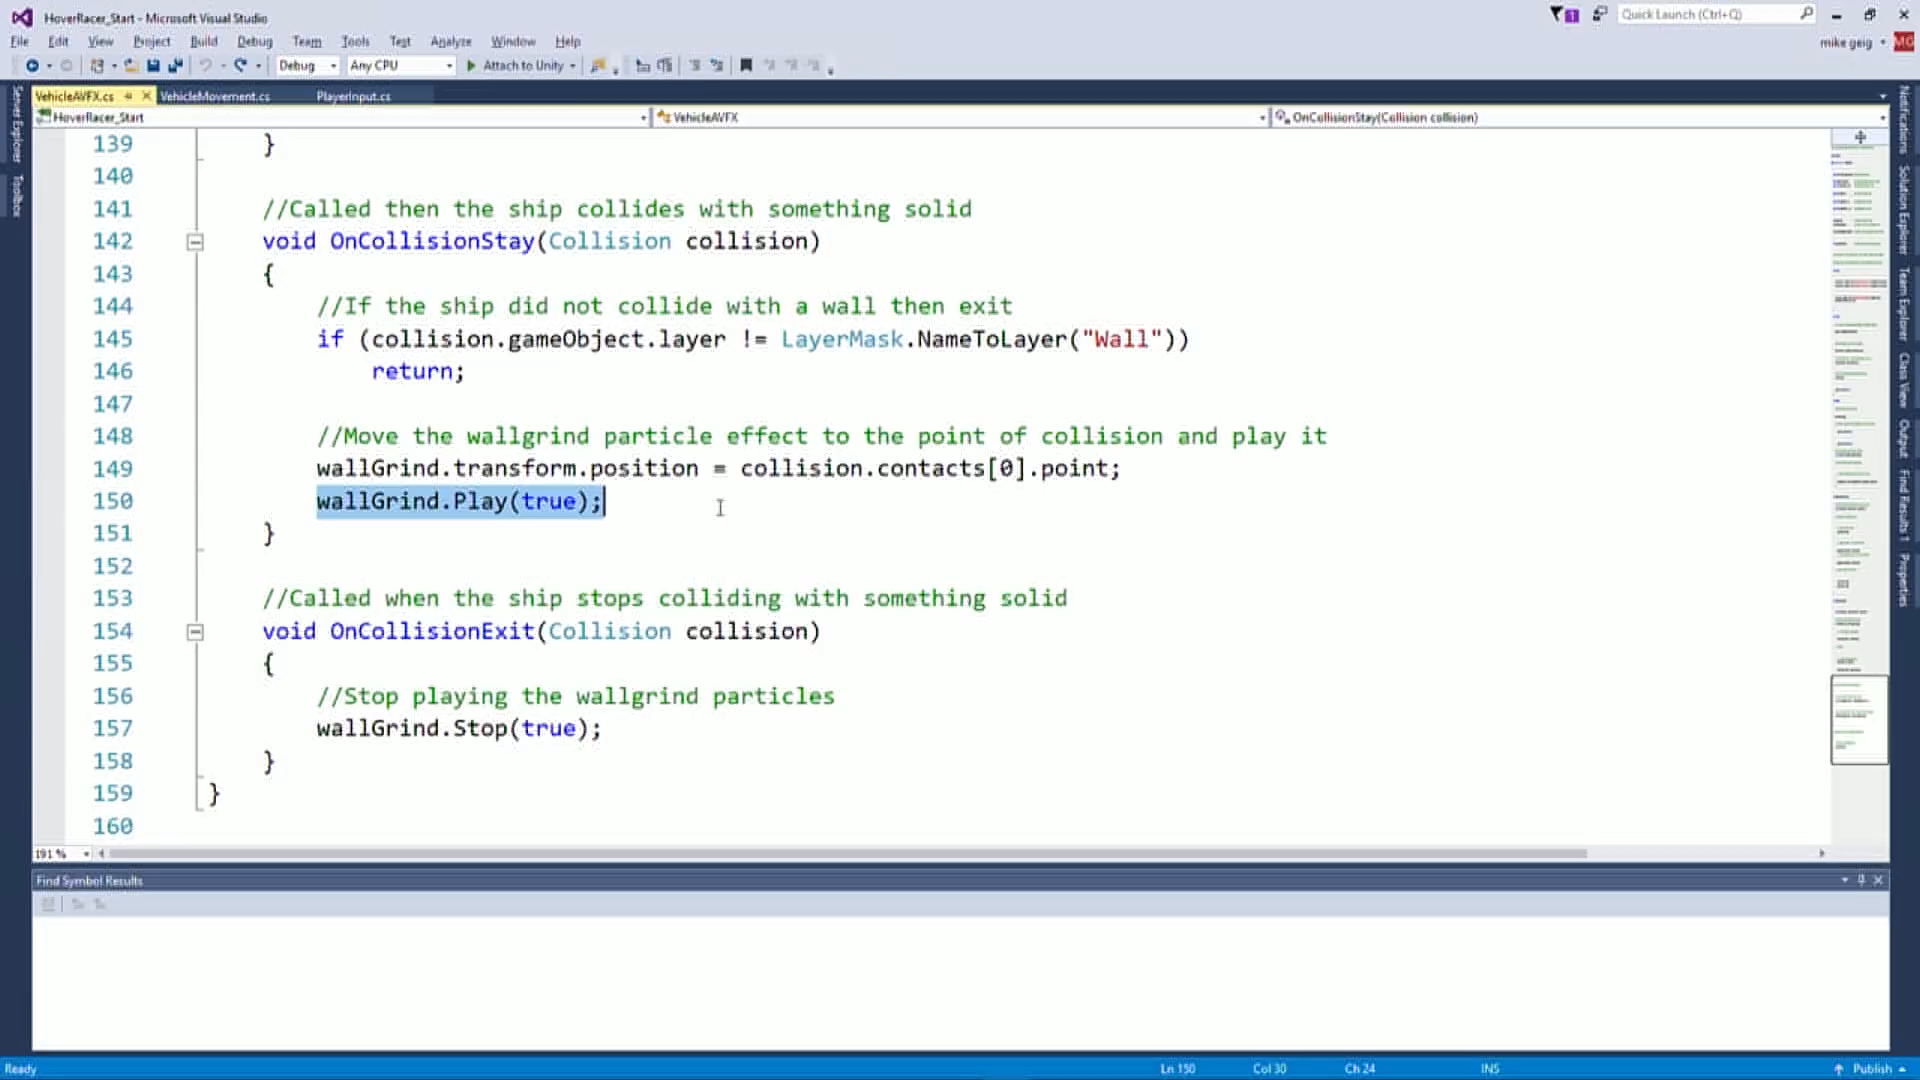 HoverRacer_Start - Microsoft Visual Studio
1
Quick Launch (Ctrl+Q)
File Edit View Project Build Debug Team Tools Test Analyze Window Help
mike geig
MG
Debug Any CPU Attach to Unity
VehicleAVFX.cs VehicleMovement.cs PlayerInput.cs
HoverRacer_Start VehicleAVFX OnCollisionStay(Collision collision)
Server Explorer
Toolbox
139 }
140
141 //Called then the ship collides with something solid
142 void OnCollisionStay(Collision collision)
143 {
144 //If the ship did not collide with a wall then exit
145 if (collision.gameObject.layer != LayerMask.NameToLayer("Wall"))
146 return;
147
148 //Move the wallgrind particle effect to the point of collision and play it
149 wallGrind.transform.position = collision.contacts[0].point;
150 wallGrind.Play(true);
151 }
152
153 //Called when the ship stops colliding with something solid
154 void OnCollisionExit(Collision collision)
155 {
156 //Stop playing the wallgrind particles
157 wallGrind.Stop(true);
158 }
159 }
160
191 %
Notifications
Solution Explorer
Team Explorer
Class View
Output
Find Results 1
Properties
Find Symbol Results
Ready Ln 150 Col 30 Ch 24 INS Publish